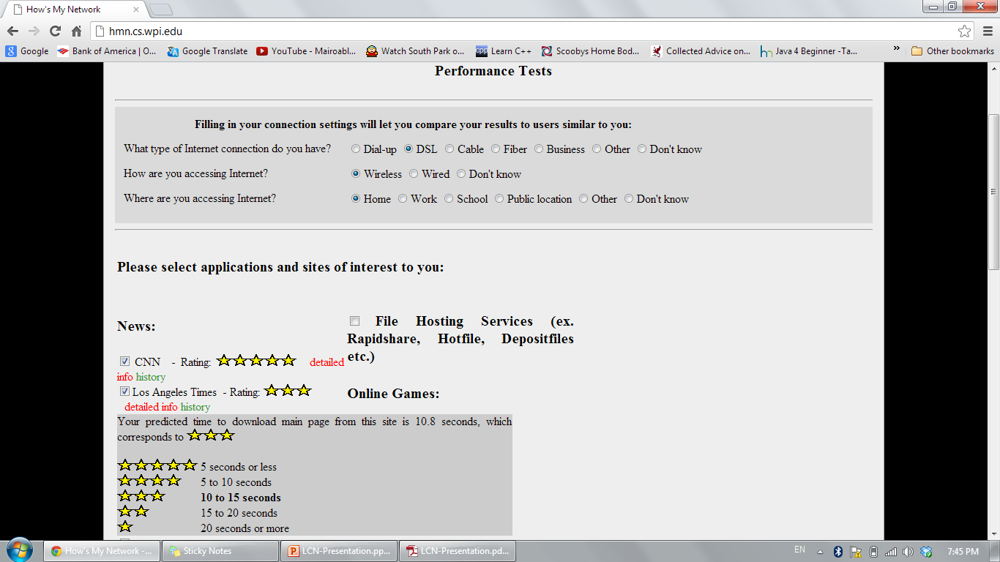 How's My Network
hmn.cs.wpi.edu
Google Bank of America | O... Google Translate YouTube - Mairoabl... Watch South Park o... Learn C++ Scoobys Home Bod... Collected Advice on... Java 4 Beginner -Ta... » Other bookmarks
Performance Tests
Filling in your connection settings will let you compare your results to users similar to you:
What type of Internet connection do you have? Dial-up DSL Cable Fiber Business Other Don't know
How are you accessing Internet? Wireless Wired Don't know
Where are you accessing Internet? Home Work School Public location Other Don't know
Please select applications and sites of interest to you:
News:
CNN - Rating: detailed
info history
Los Angeles Times - Rating:
detailed info history
Your predicted time to download main page from this site is 10.8 seconds, which
corresponds to
5 seconds or less
5 to 10 seconds
10 to 15 seconds
15 to 20 seconds
20 seconds or more
File Hosting Services (ex.
Rapidshare, Hotfile, Depositfiles
etc.)
Online Games:
How's My Network -... Sticky Notes LCN-Presentation.pp... LCN-Presentation.pd... EN 7:45 PM